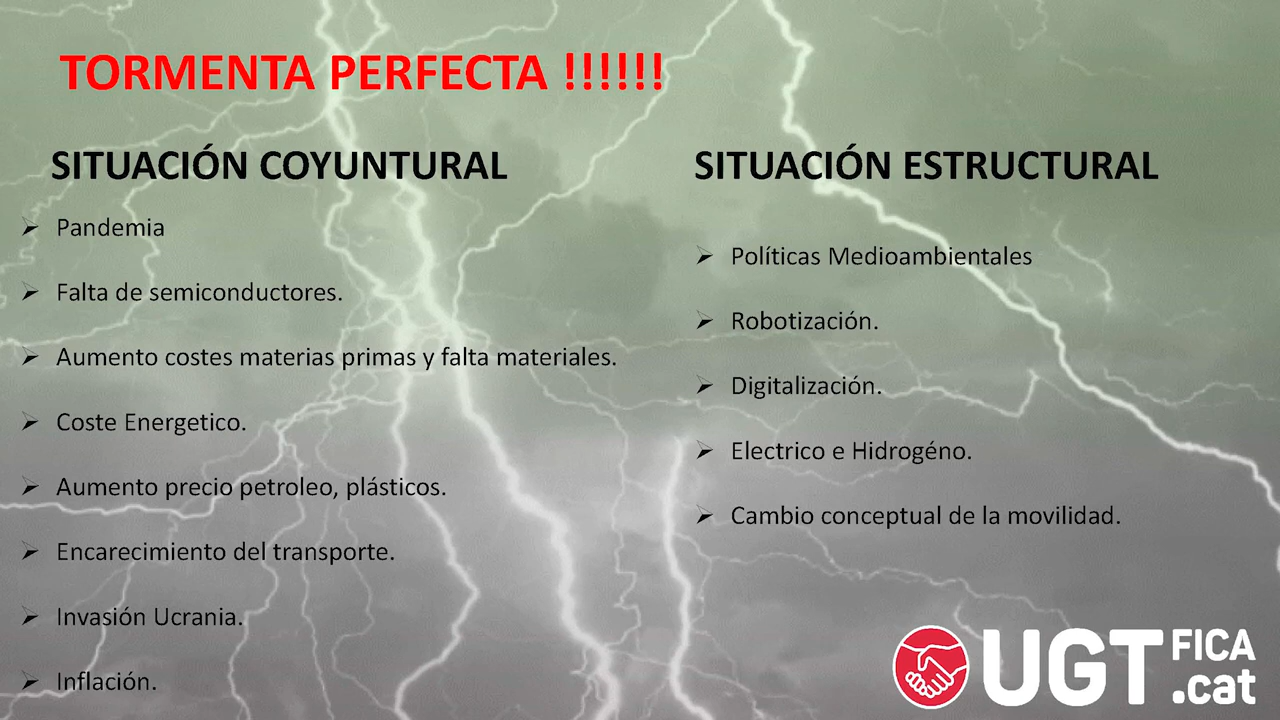 TORMENTA PERFECTA !!!!!!
SITUACIÓN COYUNTURAL
Pandemia
Falta de semiconductores.
Aumento costes materias primas y falta materiales.
Coste Energetico.
Aumento precio petroleo, plásticos.
Encarecimiento del transporte.
Invasión Ucrania.
Inflación.
SITUACIÓN ESTRUCTURAL
Políticas Medioambientales
Robotización.
Digitalización.
Electrico e Hidrogéno.
Cambio conceptual de la movilidad.
UGT FICA
.cat